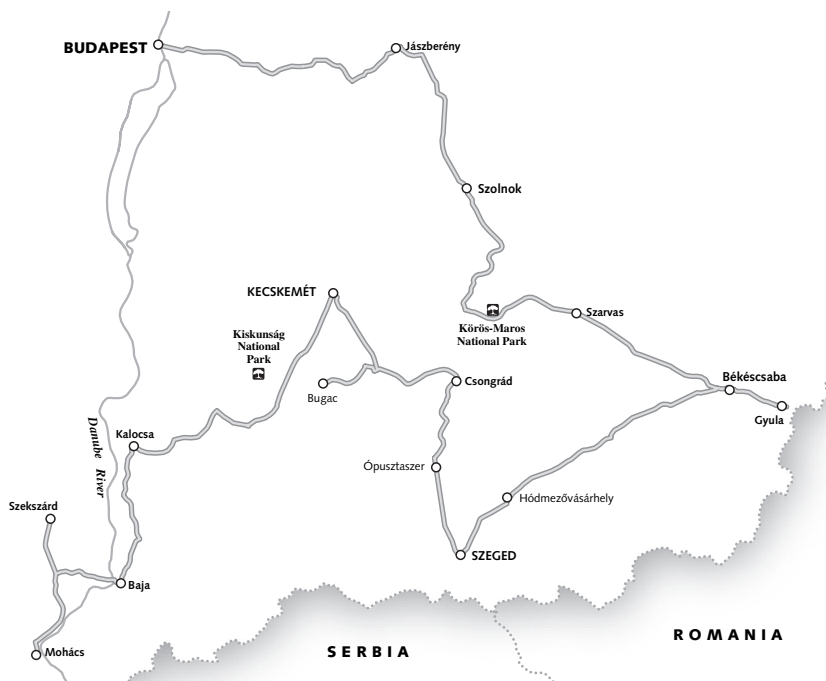 BUDAPEST
Jászberény
Szolnok
KECSKEMÉT
Kiskunság
National
Park
Körös-Maros
National Park
Szarvas
Békéscsaba
Gyula
Bugac
Csongrád
Kalocsa
Danube River
Ópusztaszer
Hódmezővásárhely
Szekszárd
SZEGED
Baja
Mohács
SERBIA
ROMANIA